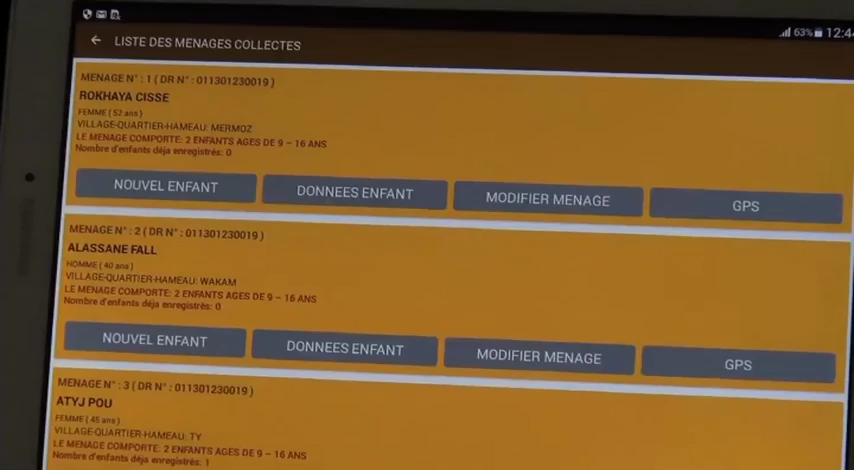 63% 12:44
LISTE DES MENAGES COLLECTES
MENAGE N° : 1 ( DR N° : 011301230019 )
ROKHAYA CISSE
FEMME ( 52 ans )
VILLAGE-QUARTIER-HAMEAU: MERMOZ
LE MENAGE COMPORTE: 2 ENFANTS AGES DE 9 – 16 ANS
Nombre d'enfants déja enregistrés: 0
NOUVEL ENFANT DONNEES ENFANT MODIFIER MENAGE GPS
MENAGE N° : 2 ( DR N° : 011301230019 )
ALASSANE FALL
HOMME ( 40 ans )
VILLAGE-QUARTIER-HAMEAU: WAKAM
LE MENAGE COMPORTE: 2 ENFANTS AGES DE 9 – 16 ANS
Nombre d'enfants déja enregistrés: 0
NOUVEL ENFANT DONNEES ENFANT MODIFIER MENAGE GPS
MENAGE N° : 3 ( DR N° : 011301230019 )
ATYJ POU
FEMME ( 45 ans )
VILLAGE-QUARTIER-HAMEAU: TY
LE MENAGE COMPORTE: 2 ENFANTS AGES DE 9 – 16 ANS
Nombre d'enfants déja enregistrés: 1